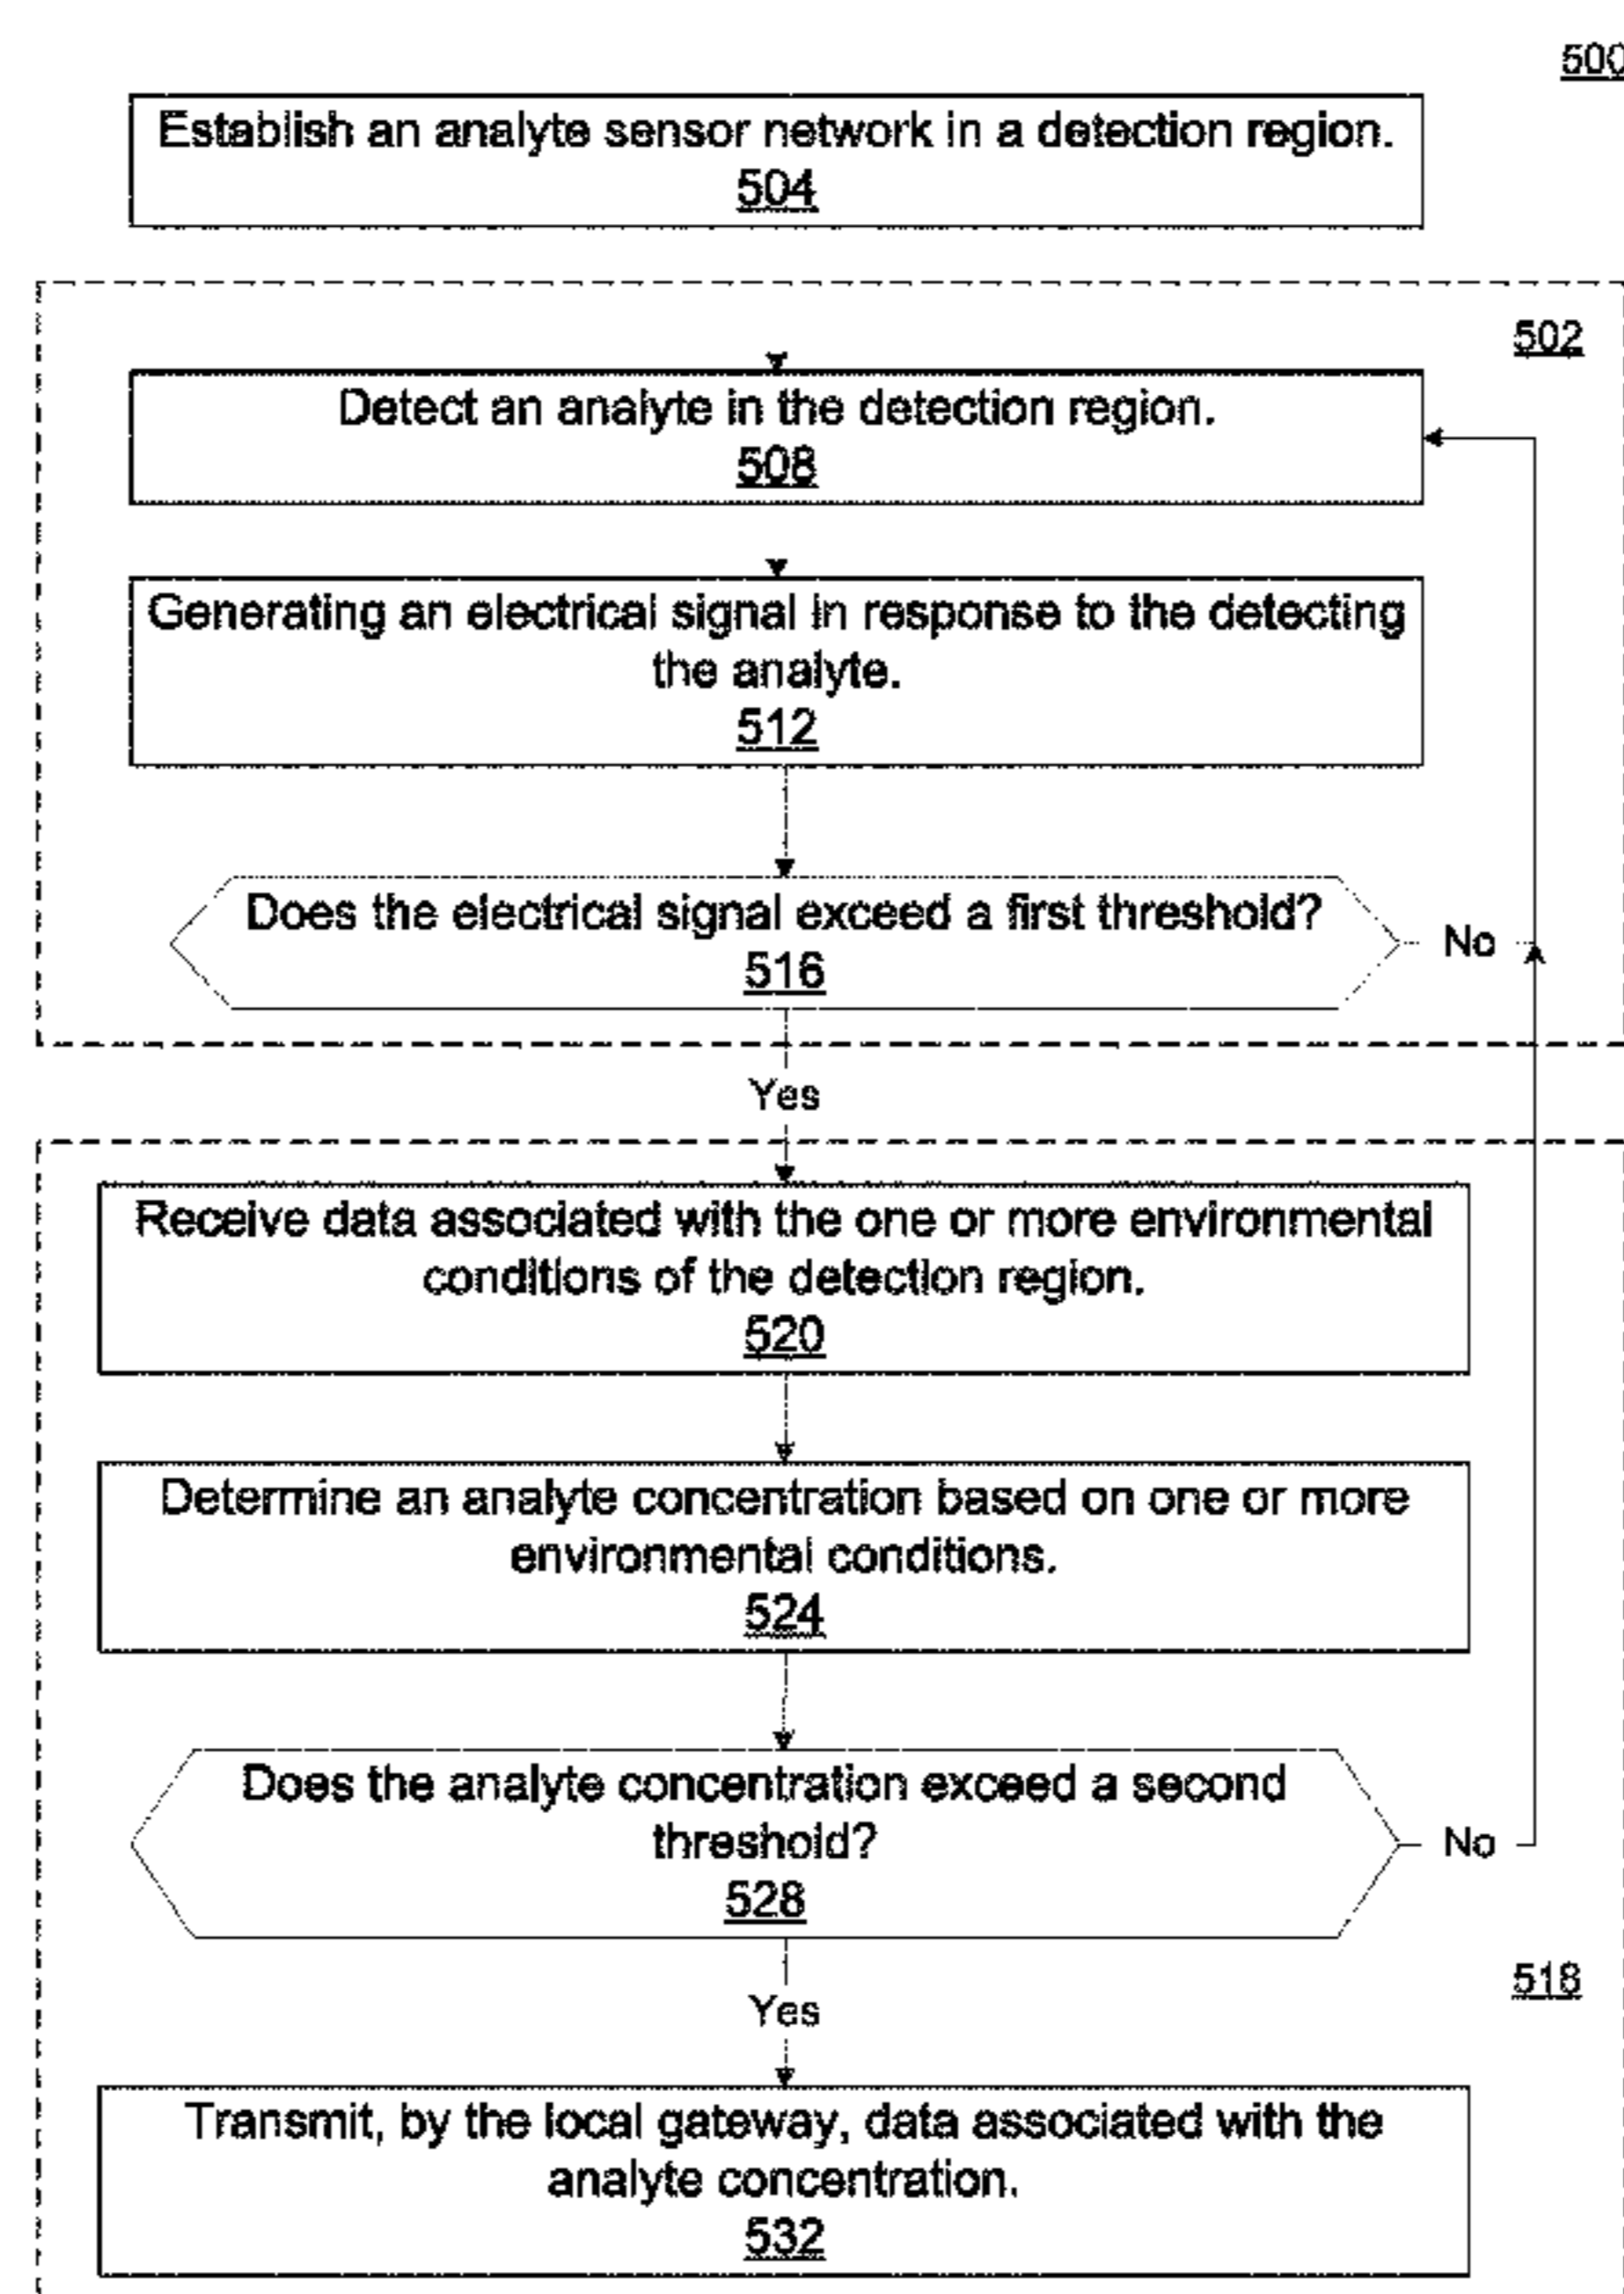 500
Establish an analyte sensor network in a detection region.
504
502
Detect an analyte in the detection region.
508
Generating an electrical signal in response to the detecting
the analyte.
512
Does the electrical signal exceed a first threshold?
516
No
Yes
Receive data associated with the one or more environmental
conditions of the detection region.
520
Determine an analyte concentration based on one or more
environmental conditions.
524
Does the analyte concentration exceed a second
threshold?
528
No
518
Yes
Transmit, by the local gateway, data associated with the
analyte concentration.
532